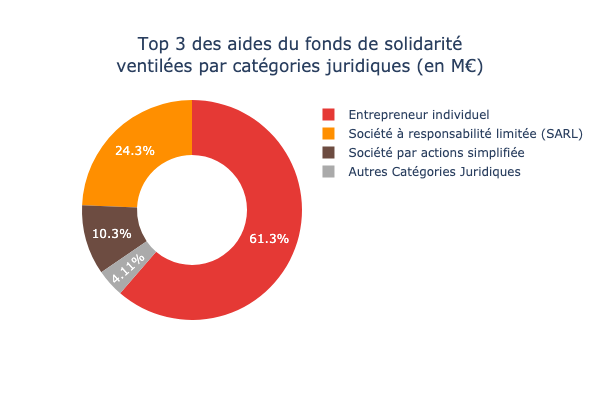 Top 3 des aides du fonds de solidarité
ventilées par catégories juridiques (en M€)
Entrepreneur individuel
Société à responsabilité limitée (SARL)
Société par actions simplifiée
Autres Catégories Juridiques
24.3%
10.3%
4.11%
61.3%